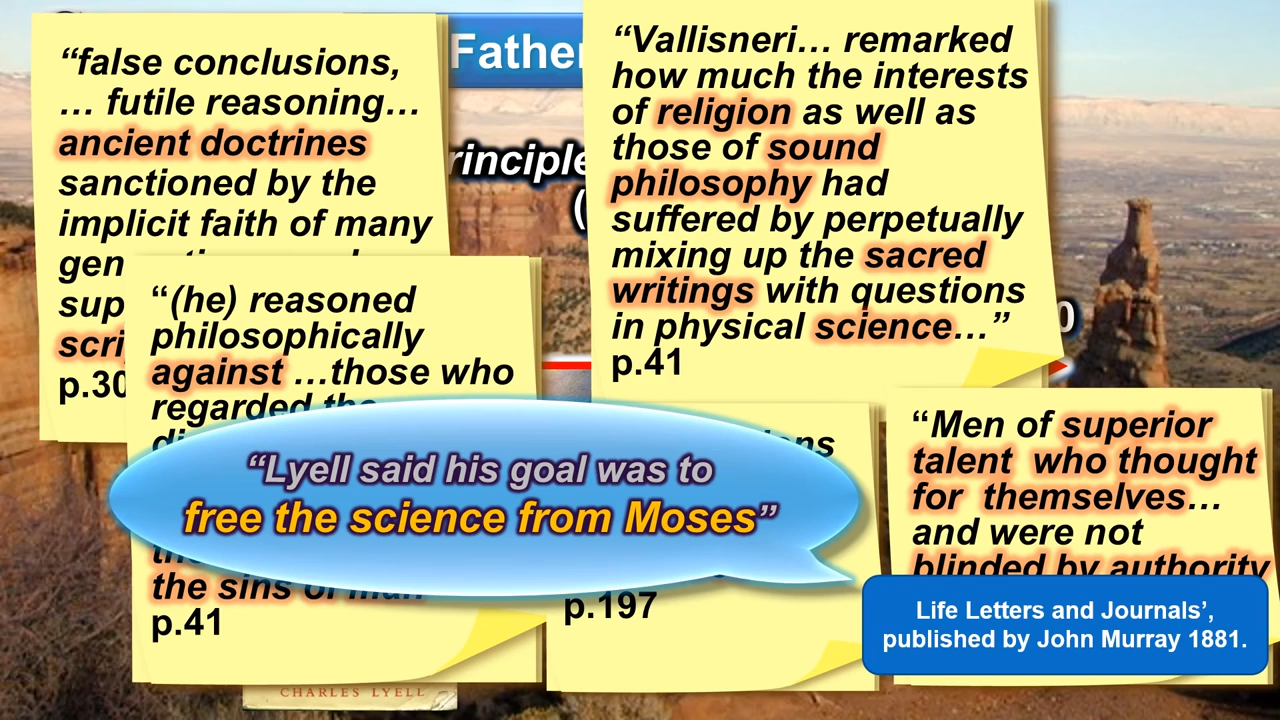 “false conclusions,
… futile reasoning…
ancient doctrines
sanctioned by the
implicit faith of many
p.30
“(he) reasoned
philosophically
against …those who
regarded the
the sins of man
p.41
Father
(
“Vallisneri… remarked
how much the interests
of religion as well as
those of sound
philosophy had
suffered by perpetually
mixing up the sacred
writings with questions
in physical science…”
p.41
p.197
“Lyell said his goal was to
free the science from Moses”
“Men of superior
talent who thought
for themselves…
and were not
blinded by authority
Life Letters and Journals’,
published by John Murray 1881.
CHARLES LYELL